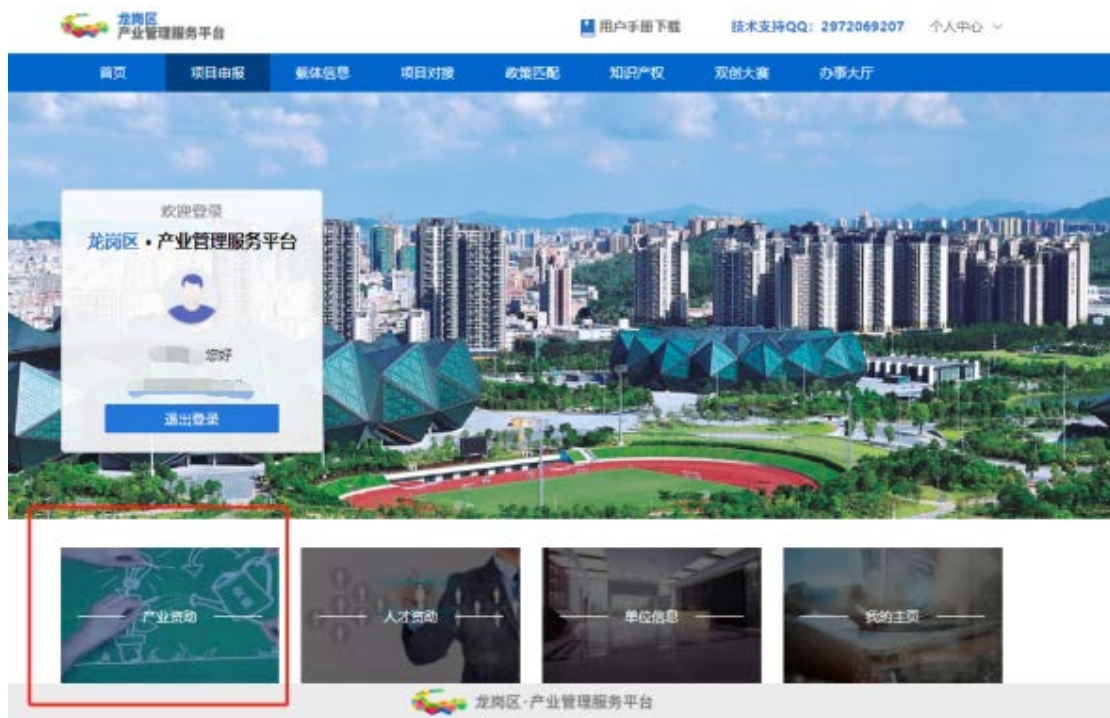 龙岗区
产业管理服务平台
用户手册下载
技术支持QQ：2972069207
个人中心
首页 项目申报 载体信息 项目对接 政策匹配 知识产权 双创大赛 办事大厅
欢迎登录
龙岗区·产业管理服务平台
您好
退出登录
产业资助 人才资助 单位信息 我的主页
龙岗区·产业管理服务平台